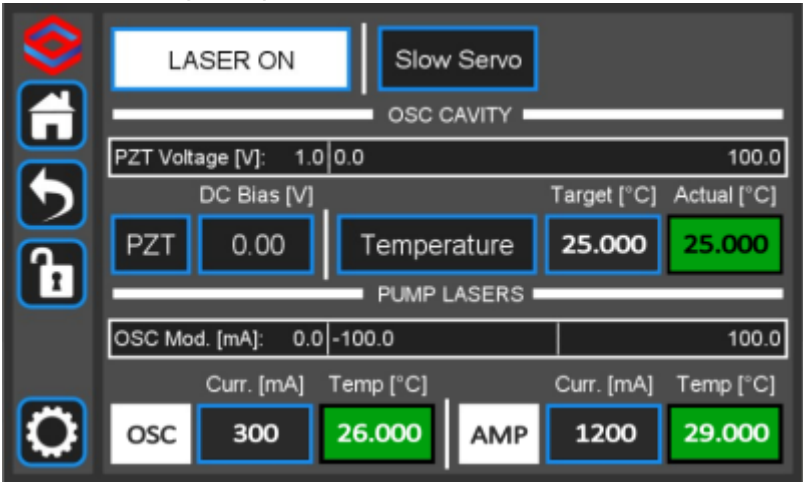 LASER ON Slow Servo
OSC CAVITY
PZT Voltage [V]: 1.0 0.0 100.0
DC Bias [V] Target [°C] Actual [°C]
PZT 0.00 Temperature 25.000 25.000
PUMP LASERS
OSC Mod. [mA]: 0.0 -100.0 100.0
Curr. [mA] Temp [°C] Curr. [mA] Temp [°C]
OSC 300 26.000 AMP 1200 29.000